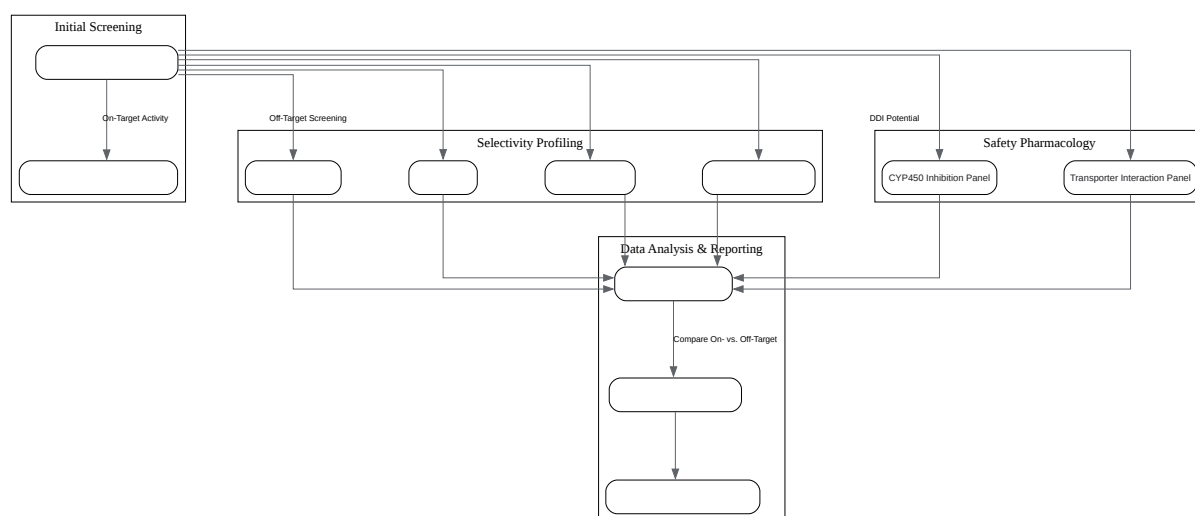 Initial Screening
On-Target Activity
Off-Target Screening
DDI Potential
Selectivity Profiling
Safety Pharmacology
CYP450 Inhibition Panel
Transporter Interaction Panel
Data Analysis & Reporting
Compare On- vs. Off-Target